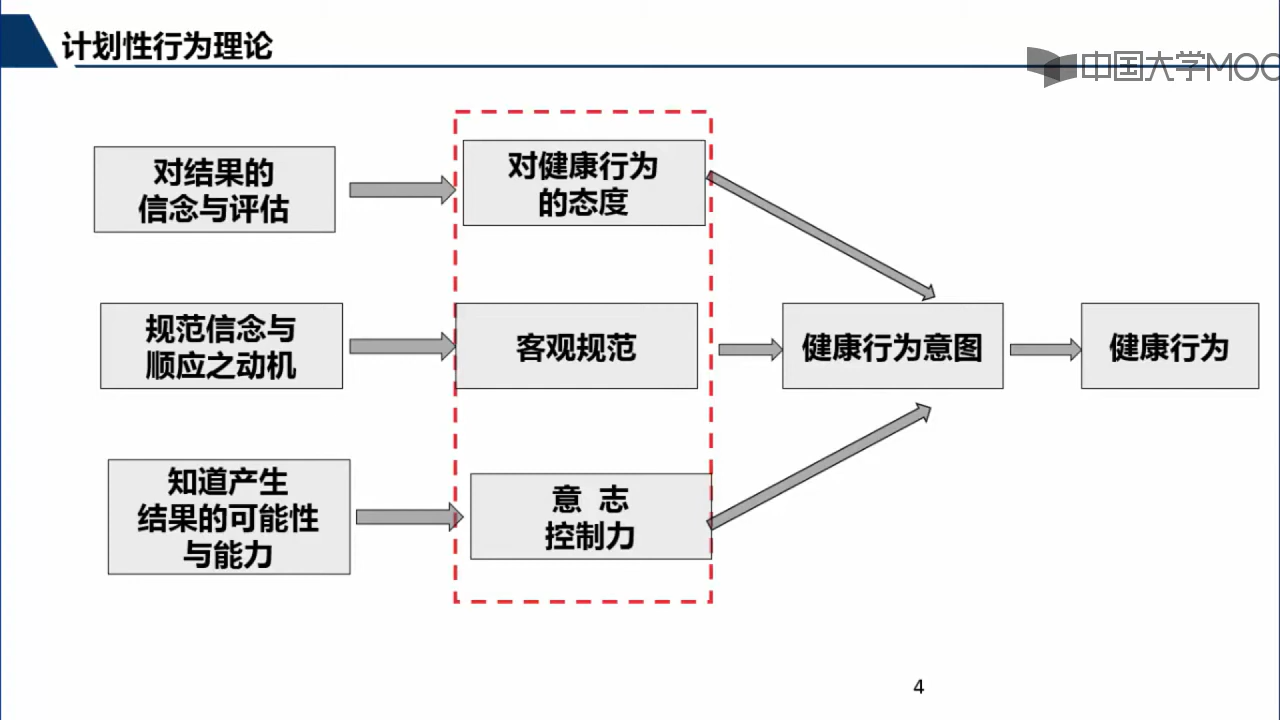 计划性行为理论
中国大学MOO
对结果的
信念与评估
对健康行为
的态度
规范信念与
顺应之动机
客观规范
健康行为意图
健康行为
知道产生
结果的可能性
与能力
意 志
控制力
4